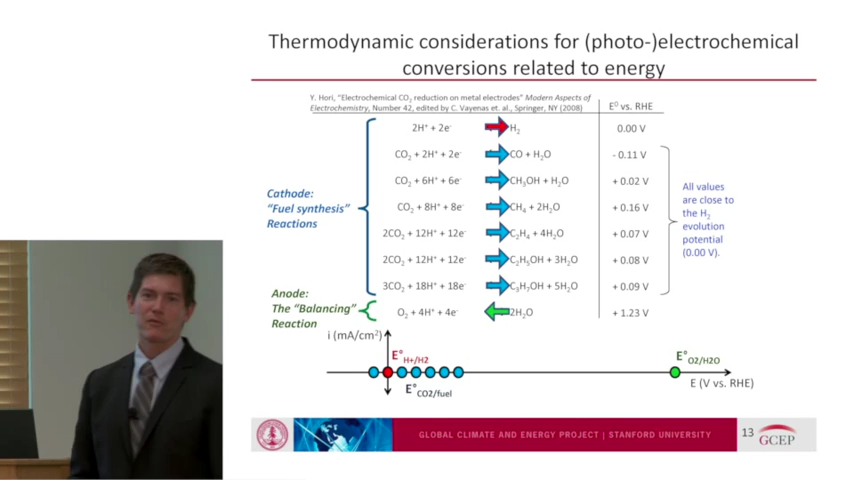 Thermodynamic considerations for (photo-)electrochemical
conversions related to energy
Y. Hori, "Electrochemical CO₂ reduction on metal electrodes" Modern Aspects of
Electrochemistry, Number 42, edited by C. Vayenas et. al., Springer, NY (2008)
E⁰ vs. RHE
2H⁺ + 2e⁻ H₂ 0.00 V
CO₂ + 2H⁺ + 2e⁻ CO + H₂O - 0.11 V
CO₂ + 6H⁺ + 6e⁻ CH₃OH + H₂O + 0.02 V
CO₂ + 8H⁺ + 8e⁻ CH₄ + 2H₂O + 0.16 V
2CO₂ + 12H⁺ + 12e⁻ C₂H₄ + 4H₂O + 0.07 V
2CO₂ + 12H⁺ + 12e⁻ C₂H₅OH + 3H₂O + 0.08 V
3CO₂ + 18H⁺ + 18e⁻ C₃H₇OH + 5H₂O + 0.09 V
O₂ + 4H⁺ + 4e⁻ 2H₂O + 1.23 V
Cathode:
"Fuel synthesis"
Reactions
Anode:
The "Balancing"
Reaction
All values
are close to
the H₂
evolution
potential
(0.00 V).
i (mA/cm²)
E° H+/H2
E° CO2/fuel
E° O2/H2O
E (V vs. RHE)
GLOBAL CLIMATE AND ENERGY PROJECT | STANFORD UNIVERSITY
13
GCEP